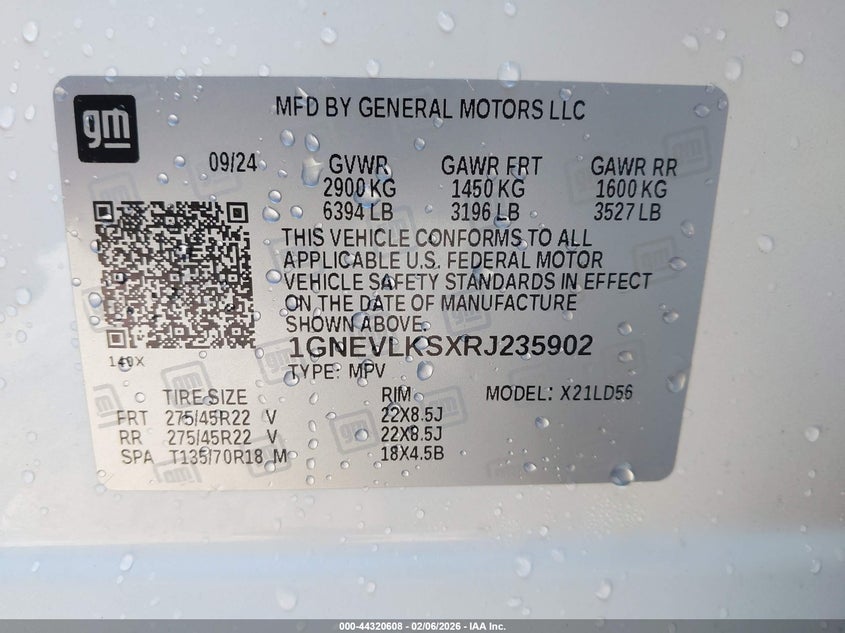 gm
MFD BY GENERAL MOTORS LLC
09/24 GVWR GAWR FRT GAWR RR
2900 KG 1450 KG 1600 KG
6394 LB 3196 LB 3527 LB
THIS VEHICLE CONFORMS TO ALL
APPLICABLE U.S. FEDERAL MOTOR
VEHICLE SAFETY STANDARDS IN EFFECT
ON THE DATE OF MANUFACTURE
SHOWN ABOVE.
149X
1GNEVLKSXRJ235902
TYPE: MPV
TIRE SIZE RIM MODEL: X21LD56
FRT 275/45R22 V 22X8.5J
RR 275/45R22 V 22X8.5J
SPA T135/70R18 M 18X4.5B
000-44320608 - 02/06/2026 - IAA Inc.